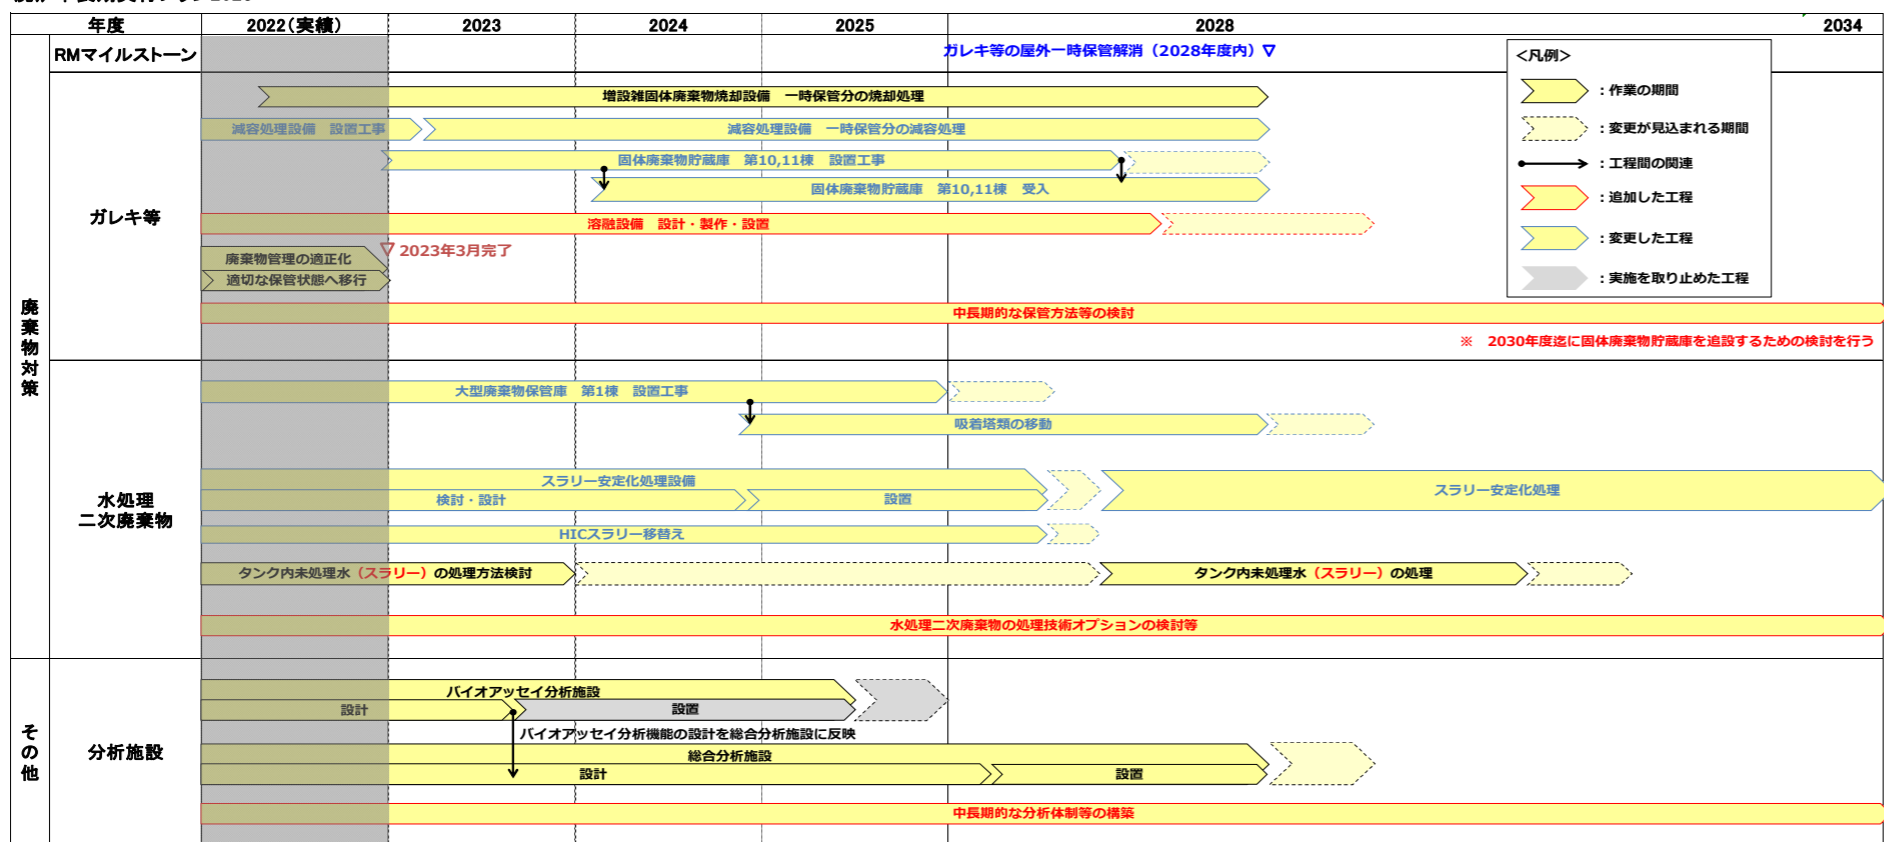 年度 2022(実績) 2023 2024 2025 2028 2034
RMマイルストーン
ガレキ等の屋外一時保管解消（2028年度内）▽
<凡例>
：作業の期間
：変更が見込まれる期間
：工程間の関連
：追加した工程
：変更した工程
：実施を取り止めた工程
廃棄物対策
ガレキ等
増設雑固体廃棄物焼却設備　一時保管分の焼却処理
減容処理設備　設置工事
減容処理設備　一時保管分の減容処理
固体廃棄物貯蔵庫　第10,11棟　設置工事
固体廃棄物貯蔵庫　第10,11棟　受入
溶融設備　設計・製作・設置
廃棄物管理の適正化
▽ 2023年3月完了
適切な保管状態へ移行
中長期的な保管方法等の検討
※　2030年度迄に固体廃棄物貯蔵庫を追設するための検討を行う
水処理
二次廃棄物
大型廃棄物保管庫　第1棟　設置工事
吸着塔類の移動
スラリー安定化処理設備
検討・設計
設置
スラリー安定化処理
HICスラリー移替え
タンク内未処理水（スラリー）の処理方法検討
タンク内未処理水（スラリー）の処理
水処理二次廃棄物の処理技術オプションの検討等
その他
分析施設
バイオアッセイ分析施設
設計
設置
バイオアッセイ分析機能の設計を総合分析施設に反映
総合分析施設
設計
設置
中長期的な分析体制等の構築